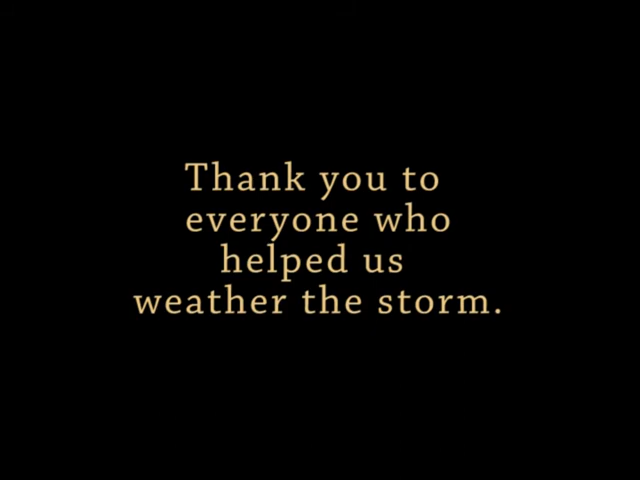 Thank you to
everyone who
helped us
weather the storm.